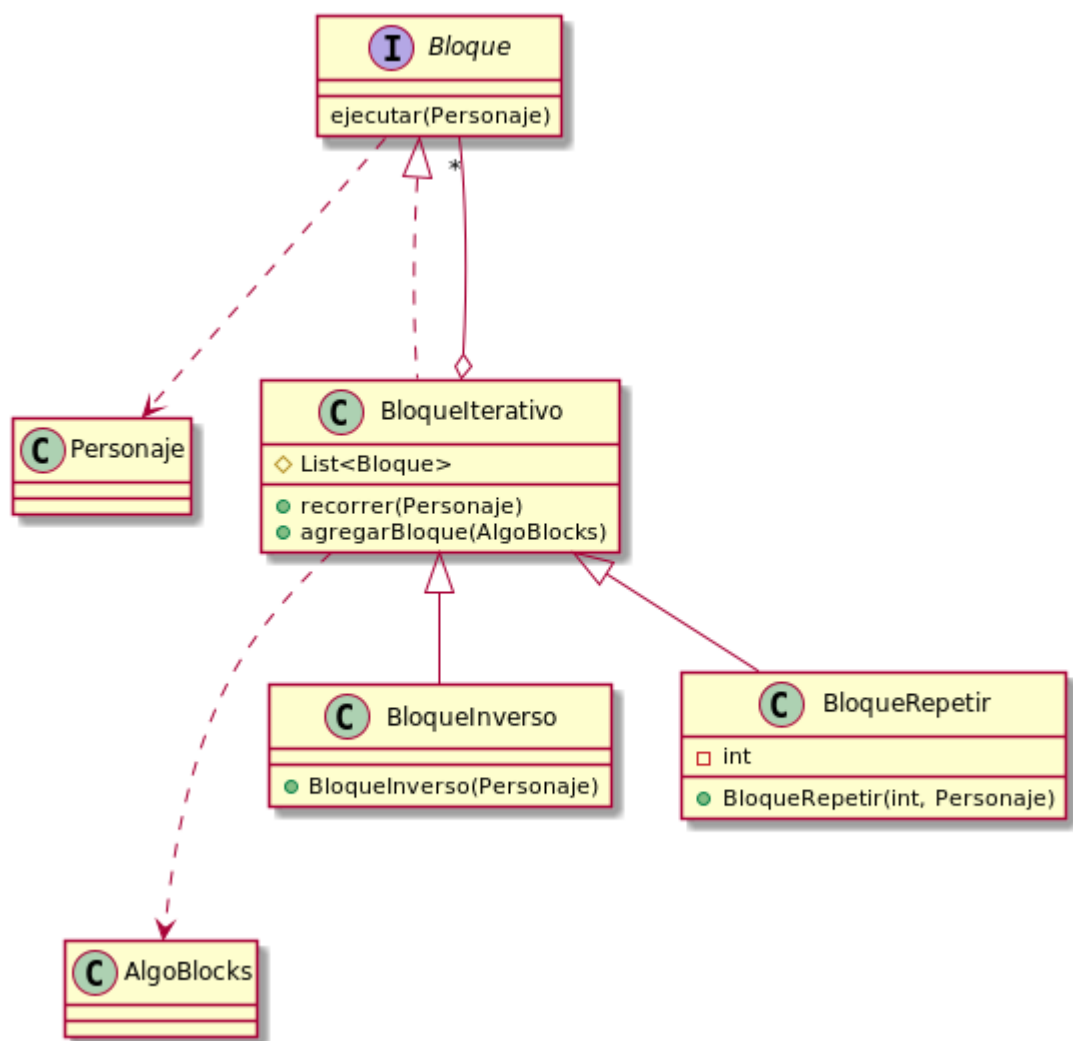 I Bloque
ejecutar(Personaje)
*
C Personaje
C BloqueIterativo
List<Bloque>
recorrer(Personaje)
agregarBloque(AlgoBlocks)
C BloqueInverso
BloqueInverso(Personaje)
C BloqueRepetir
int
BloqueRepetir(int, Personaje)
C AlgoBlocks